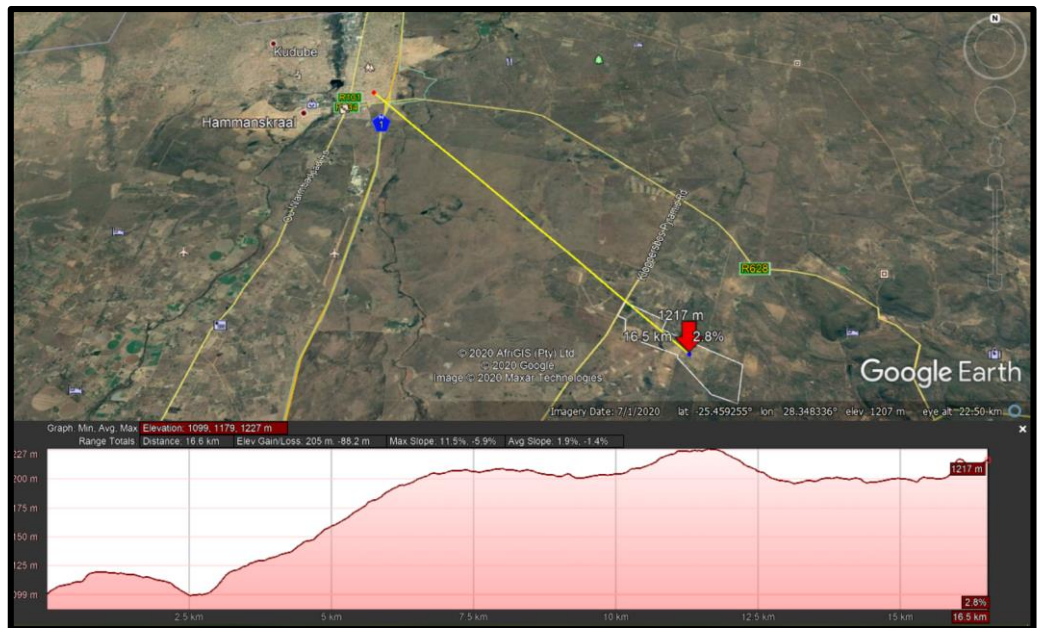 N
Kudube
R101
Hammanskraal
1
Klopperbos Pyramid Rd
R628
1217 m
16.5 km 2.8%
© 2020 AfriGIS (Pty) Ltd
© 2020 Google
Image © 2020 Maxar Technologies
Google Earth
Imagery Date: 7/1/2020 lat -25.459255° lon 28.348336° elev 1207 m eye alt 22.50 km
Graph: Min, Avg, Max Elevation: 1099, 1179, 1227 m
Range Totals: Distance: 16.6 km Elev Gain/Loss: 205 m, -88.2 m Max Slope: 11.5%, -5.9% Avg Slope: 1.9%, -1.4%
227 m
1217 m
200 m
175 m
150 m
125 m
099 m
2.8%
2.5 km 5 km 7.5 km 10 km 12.5 km 15 km 16.5 km